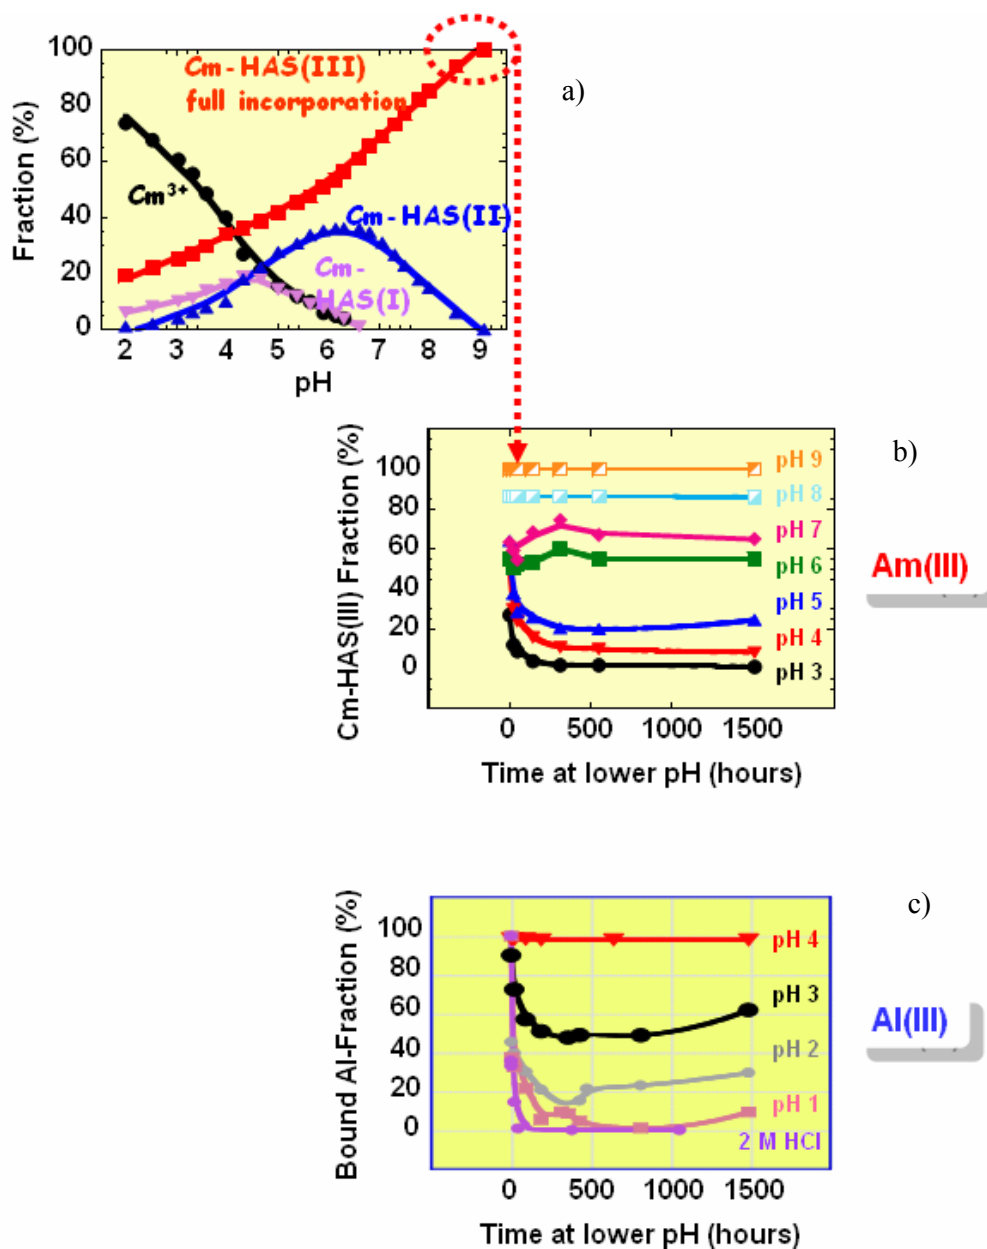 100
80
60
40
20
0
Fraction (%)
Cm-HAS(III)
full incorporation
Cm3+
Cm-HAS(II)
Cm-
HAS(I)
2 3 4 5 6 7 8 9
pH
a)
b)
100
80
60
40
20
0
Cm-HAS(III) Fraction (%)
pH 9
pH 8
pH 7
pH 6
pH 5
pH 4
pH 3
0 500 1000 1500
Time at lower pH (hours)
Am(III)
c)
100
80
60
40
20
0
Bound Al-Fraction (%)
pH 4
pH 3
pH 2
pH 1
2 M HCl
0 500 1000 1500
Time at lower pH (hours)
Al(III)